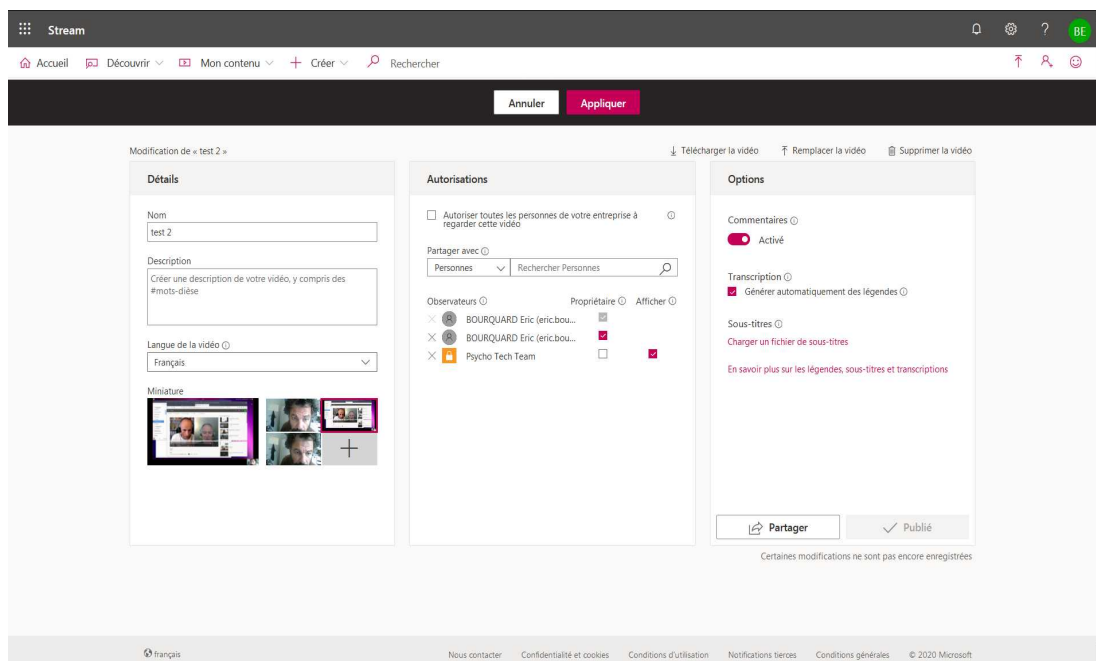 Stream
BE
Accueil Découvrir Mon contenu Créer Rechercher
Annuler Appliquer
Modification de « test 2 »
Télécharger la vidéo Remplacer la vidéo Supprimer la vidéo
Détails
Nom
test 2
Description
Créer une description de votre vidéo, y compris des
#mots-dièse
Langue de la vidéo
Français
Miniature
Autorisations
Autoriser toutes les personnes de votre entreprise à
regarder cette vidéo
Partager avec
Personnes Rechercher Personnes
Observateurs Propriétaire Afficher
BOURQUARD Eric (eric.bou...
BOURQUARD Eric (eric.bou...
Psycho Tech Team
Options
Commentaires
Activé
Transcription
Générer automatiquement des légendes
Sous-titres
Charger un fichier de sous-titres
En savoir plus sur les légendes, sous-titres et transcriptions
Partager Publié
Certaines modifications ne sont pas encore enregistrées
français
Nous contacter Confidentialité et cookies Conditions d'utilisation Notifications tierces Conditions générales © 2020 Microsoft